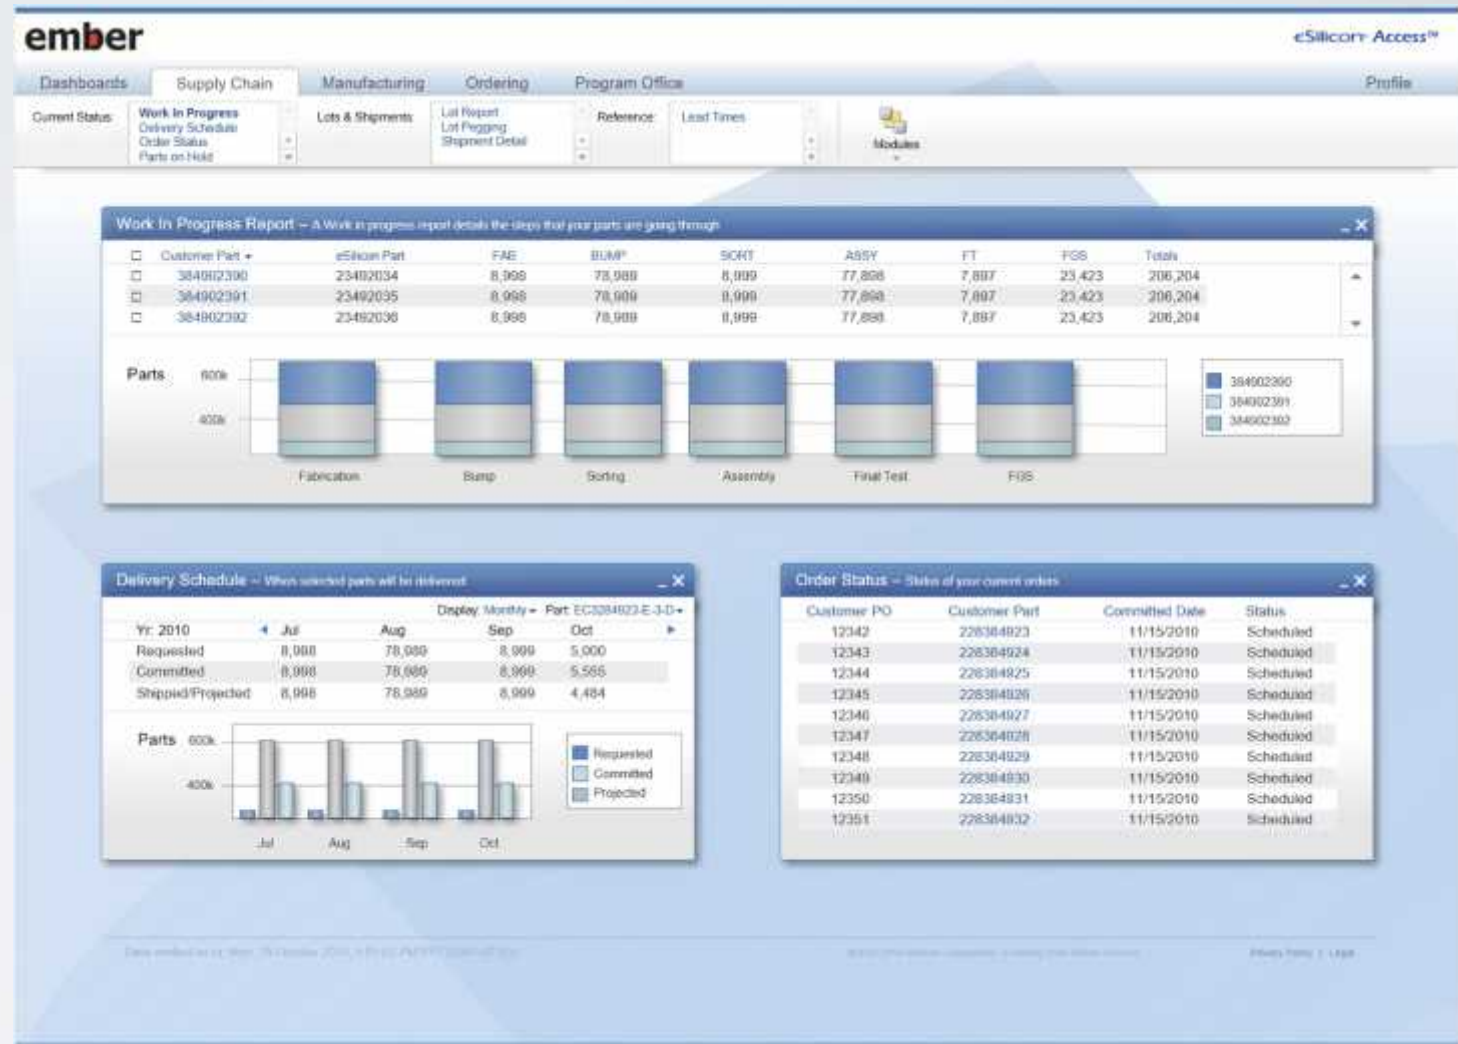 ember
eSilicon Access™
Dashboards Supply Chain Manufacturing Ordering Program Office Profile
Current Status: Work In Progress Lots & Shipments: Lot Report Reference: Lead Times
Delivery Schedule Lot Pegging
Order Status Shipment Detail
Parts on Hold
Modules
Work In Progress Report – A Work in progress report details the steps that your parts are going through
Customer Part eSilicon Part FAE BUMP SORT ASSY FT FGS Totals
384902390 23492034 8,998 78,989 8,999 77,898 7,897 23,423 206,204
384902391 23492035 8,998 78,989 8,999 77,898 7,897 23,423 206,204
384902392 23492036 8,998 78,989 8,999 77,898 7,897 23,423 206,204
Parts 600k
400k
384902390
384902391
384902392
Fabrication Bump Sorting Assembly Final Test FGS
Delivery Schedule – When selected parts will be delivered
Display: Monthly Part: EC3284923-E-3-D
Yr: 2010 Jul Aug Sep Oct
Requested 8,998 78,989 8,999 5,000
Committed 8,998 78,989 8,999 5,555
Shipped/Projected 8,998 78,989 8,999 4,484
Parts 600k
400k
Requested
Committed
Projected
Jul Aug Sep Oct
Order Status – Status of your current orders
Customer PO Customer Part Committed Date Status
12342 228384923 11/15/2010 Scheduled
12343 228384924 11/15/2010 Scheduled
12344 228384925 11/15/2010 Scheduled
12345 228384926 11/15/2010 Scheduled
12346 228384927 11/15/2010 Scheduled
12347 228384928 11/15/2010 Scheduled
12348 228384929 11/15/2010 Scheduled
12349 228384930 11/15/2010 Scheduled
12350 228384931 11/15/2010 Scheduled
12351 228384932 11/15/2010 Scheduled
Privacy Policy | Legal